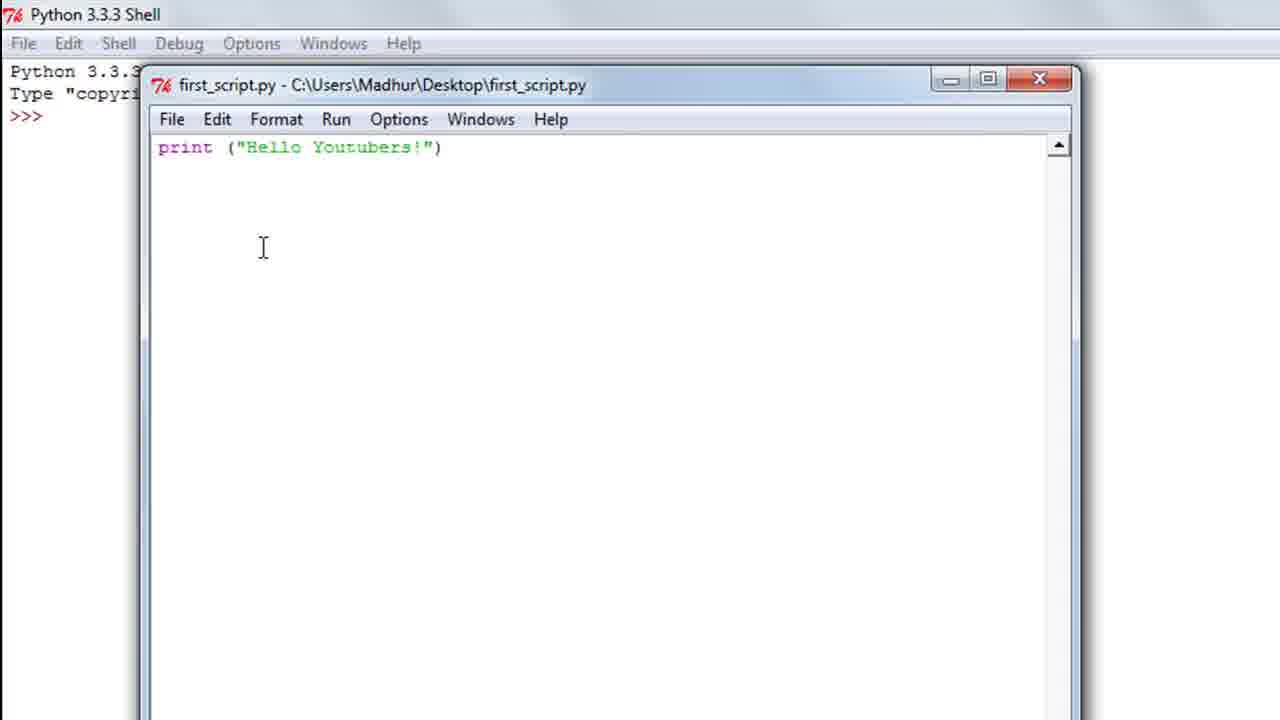 Python 3.3.3 Shell
File Edit Shell Debug Options Windows Help
Python 3.3.3
Type "copyri
>>>
first_script.py - C:\Users\Madhur\Desktop\first_script.py
File Edit Format Run Options Windows Help
print ("Hello Youtubers!")